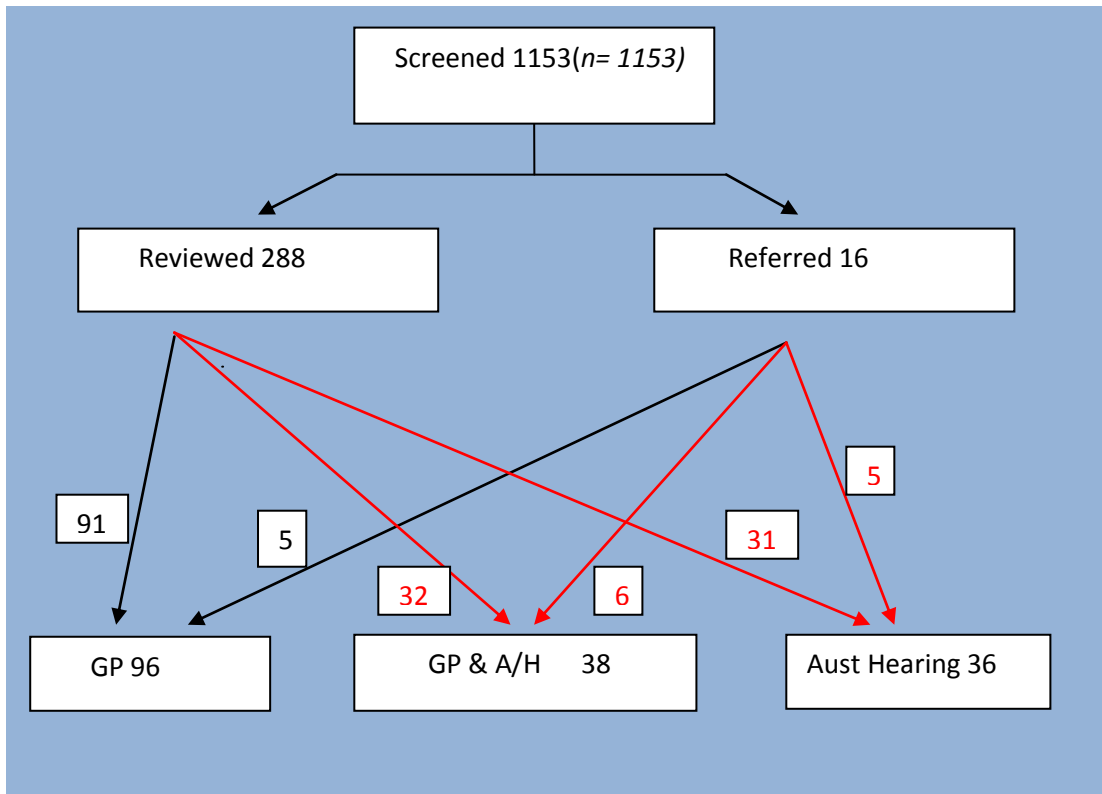 Screened 1153(n= 1153)
Reviewed 288
Referred 16
5
91
5
31
32
6
GP 96
GP & A/H 38
Aust Hearing 36